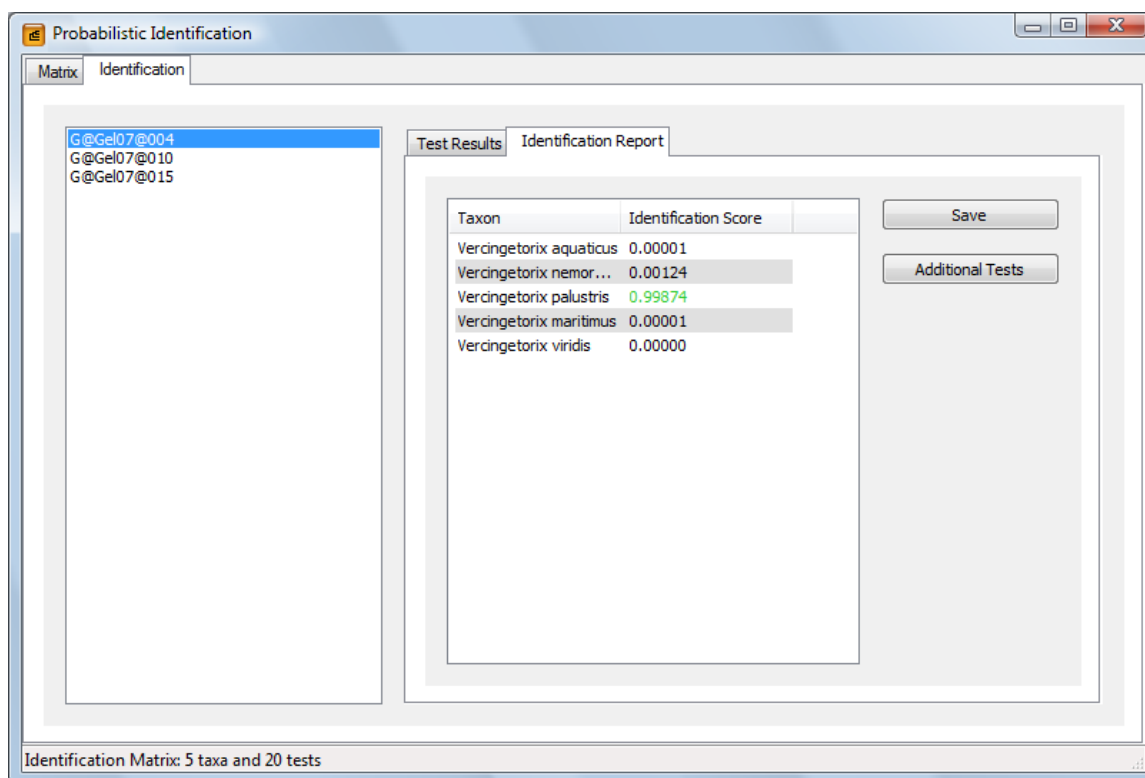 Probabilistic Identification
Matrix
Identification
G@Gel07@004
G@Gel07@010
G@Gel07@015
Test Results
Identification Report
Taxon Identification Score
Vercingetorix aquaticus 0.00001
Vercingetorix nemor... 0.00124
Vercingetorix palustris 0.99874
Vercingetorix maritimus 0.00001
Vercingetorix viridis 0.00000
Save
Additional Tests
Identification Matrix: 5 taxa and 20 tests